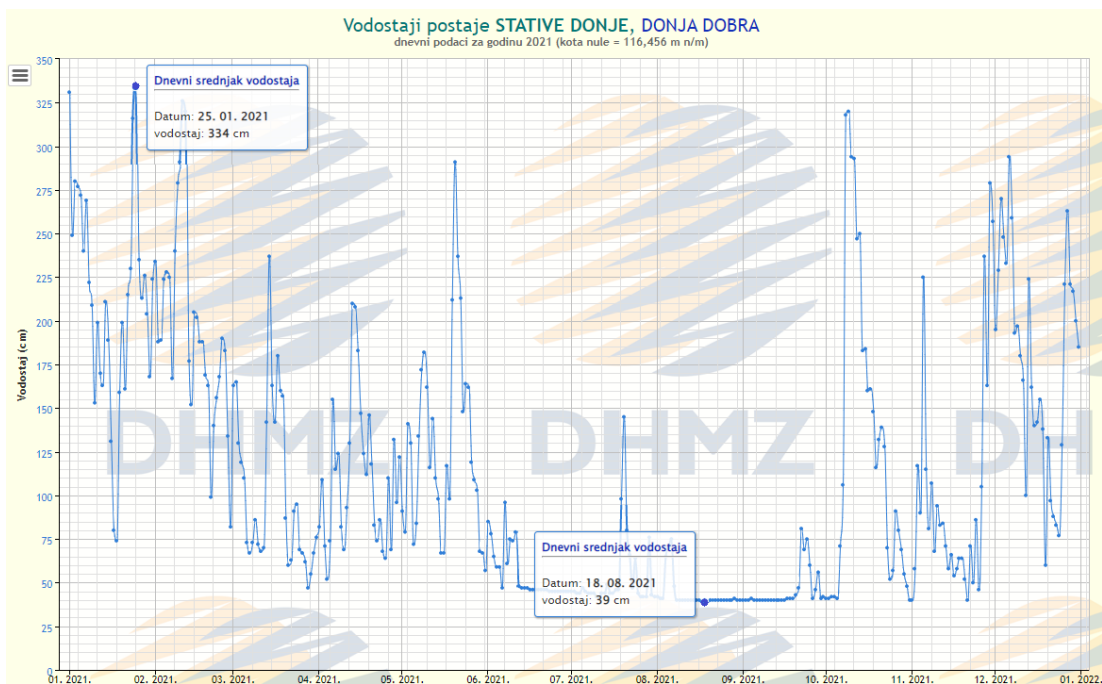 Vodostaji postaje STATIVE DONJE, DONJA DOBRA
dnevni podaci za godinu 2021 (kota nule = 116,456 m n/m)
Vodostaj (cm)
350
325
300
275
250
225
200
175
150
125
100
75
50
25
0
Dnevni srednjak vodostaja
Datum: 25. 01. 2021
vodostaj: 334 cm
DHMZ
DHMZ
DH
Dnevni srednjak vodostaja
Datum: 18. 08. 2021
vodostaj: 39 cm
01. 2021. 02. 2021. 03. 2021. 04. 2021. 05. 2021. 06. 2021. 07. 2021. 08. 2021. 09. 2021. 10. 2021. 11. 2021. 12. 2021. 01. 2022.